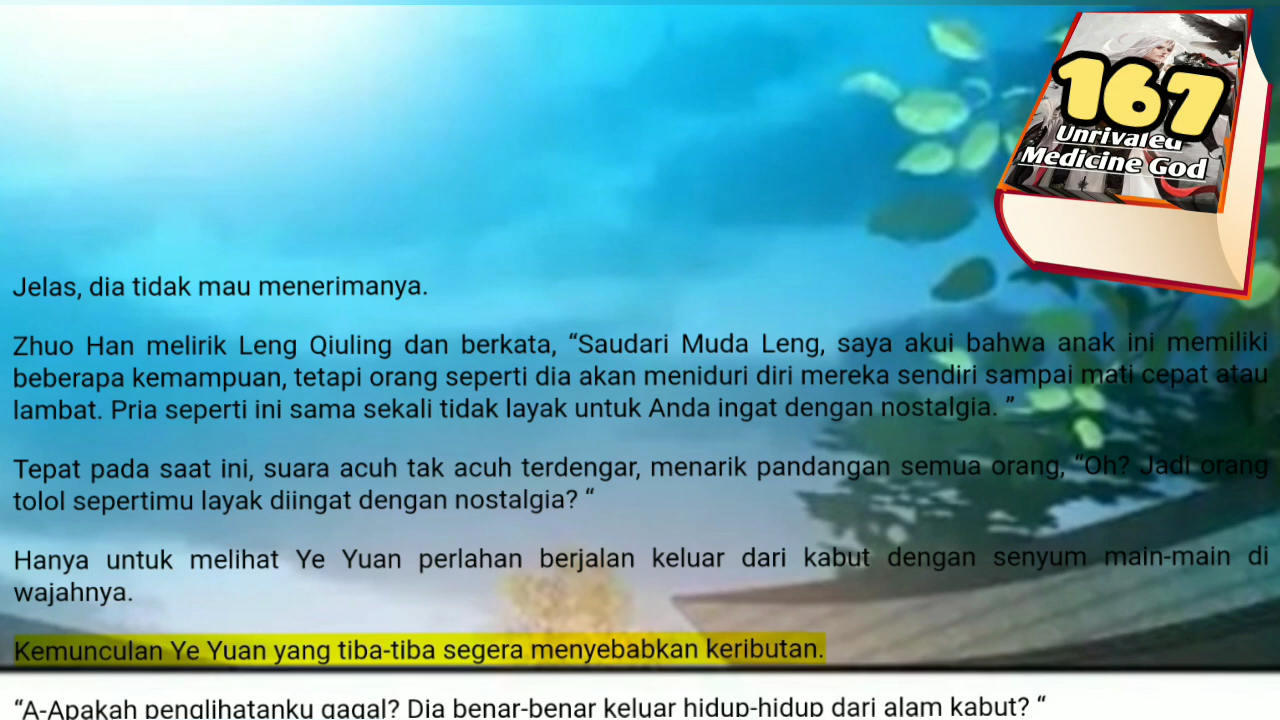 167
Unrivaled
Medicine God
Jelas, dia tidak mau menerimanya.
Zhuo Han melirik Leng Qiuling dan berkata, “Saudari Muda Leng, saya akui bahwa anak ini memiliki
beberapa kemampuan, tetapi orang seperti dia akan meniduri diri mereka sendiri sampai mati cepat atau
lambat. Pria seperti ini sama sekali tidak layak untuk Anda ingat dengan nostalgia. ”
Tepat pada saat ini, suara acuh tak acuh terdengar, menarik pandangan semua orang, “Oh? Jadi orang
tolol sepertimu layak diingat dengan nostalgia? “
Hanya untuk melihat Ye Yuan perlahan berjalan keluar dari kabut dengan senyum main-main di
wajahnya.
Kemunculan Ye Yuan yang tiba-tiba segera menyebabkan keributan.
“A-Apakah penglihatanku gagal? Dia benar-benar keluar hidup-hidup dari alam kabut? “